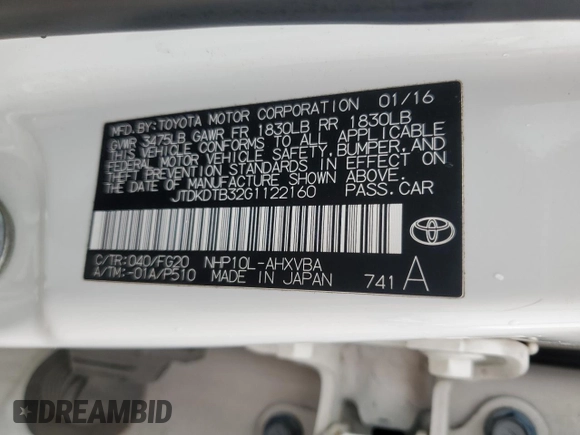 MFD.BY:TOYOTA MOTOR CORPORATION 01/16
GVWR 3475LB GAWR FR 1830LB RR 1830LB
THIS VEHICLE CONFORMS TO ALL APPLICABLE
FEDERAL MOTOR VEHICLE SAFETY, BUMPER, AND
THEFT PREVENTION STANDARDS IN EFFECT ON
THE DATE OF MANUFACTURE SHOWN ABOVE.
JTDKDTB32G1122160 PASS.CAR
C/TR:040/FG20 NHP10L-AHXVBA
A/TM:-01A/P510 MADE IN JAPAN 741 A
DREAMBID